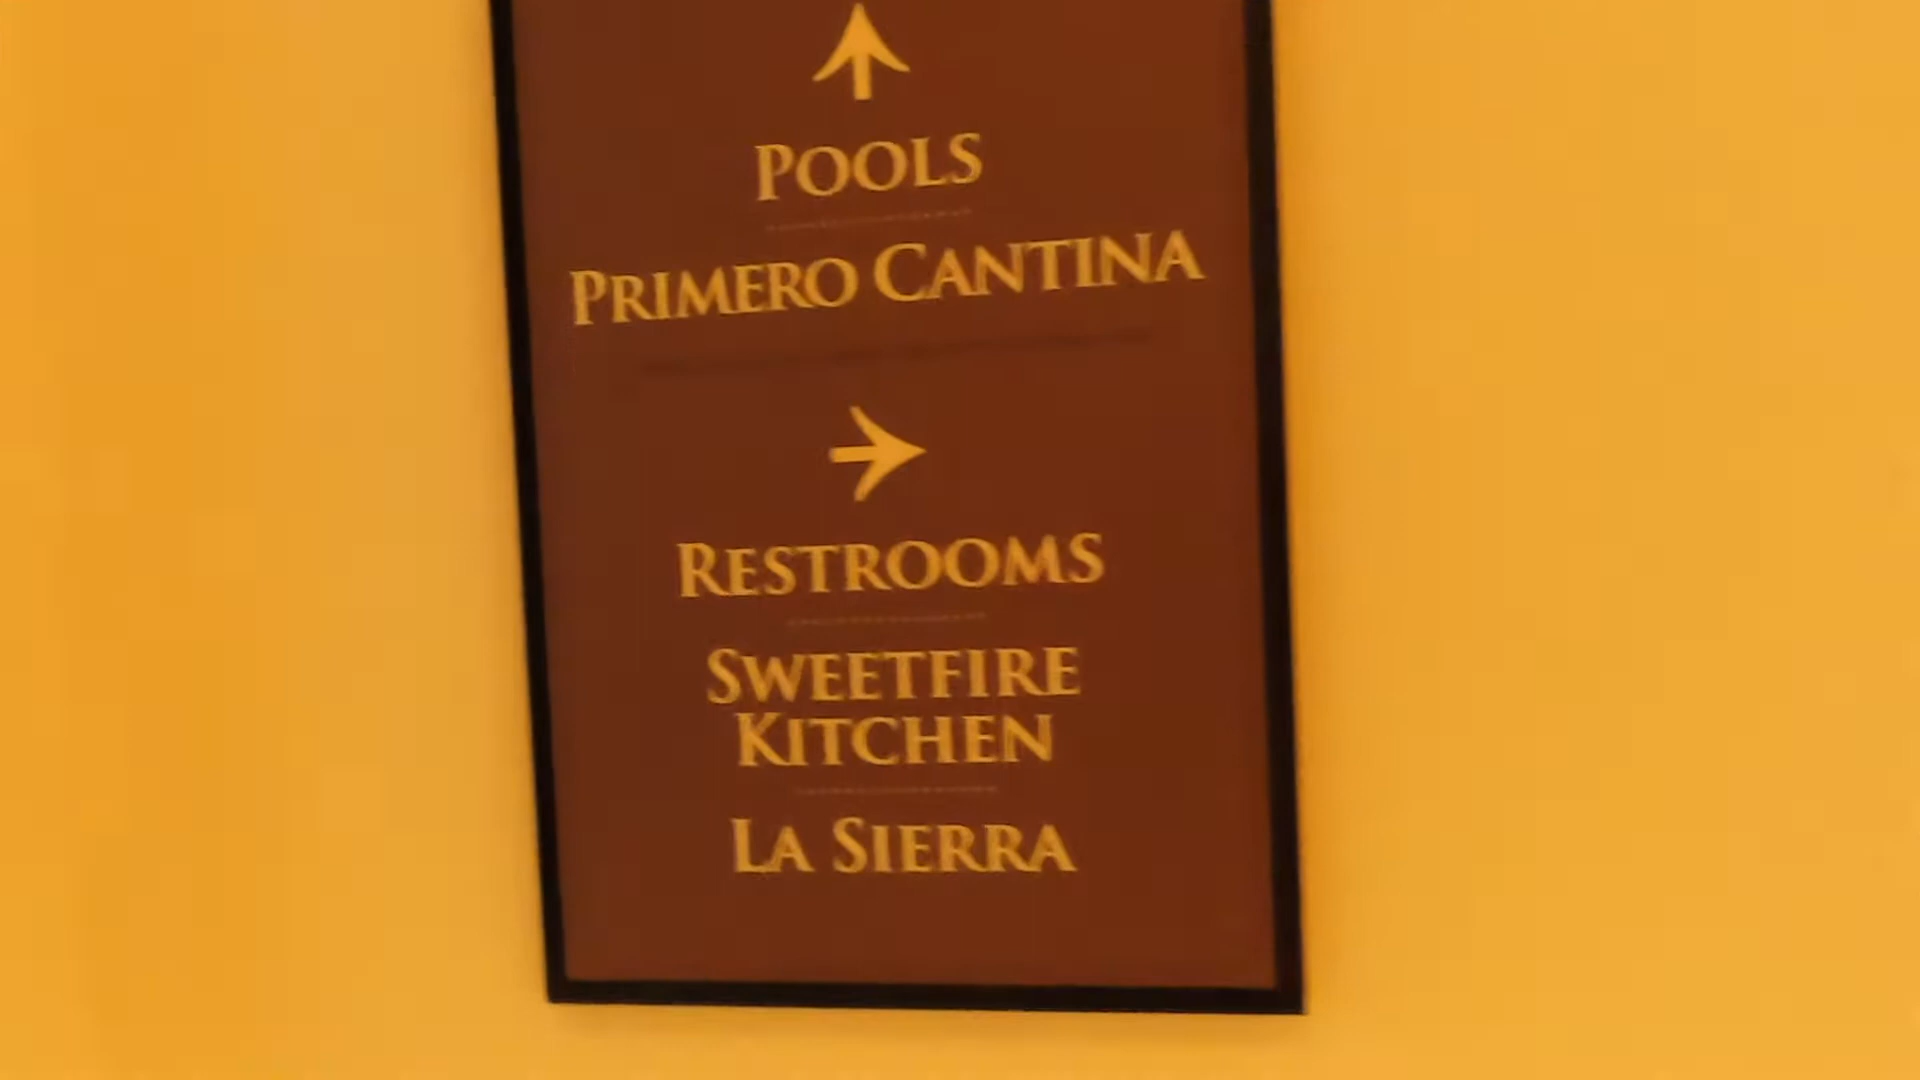 POOLS
PRIMERO CANTINA
RESTROOMS
SWEETFIRE
KITCHEN
LA SIERRA